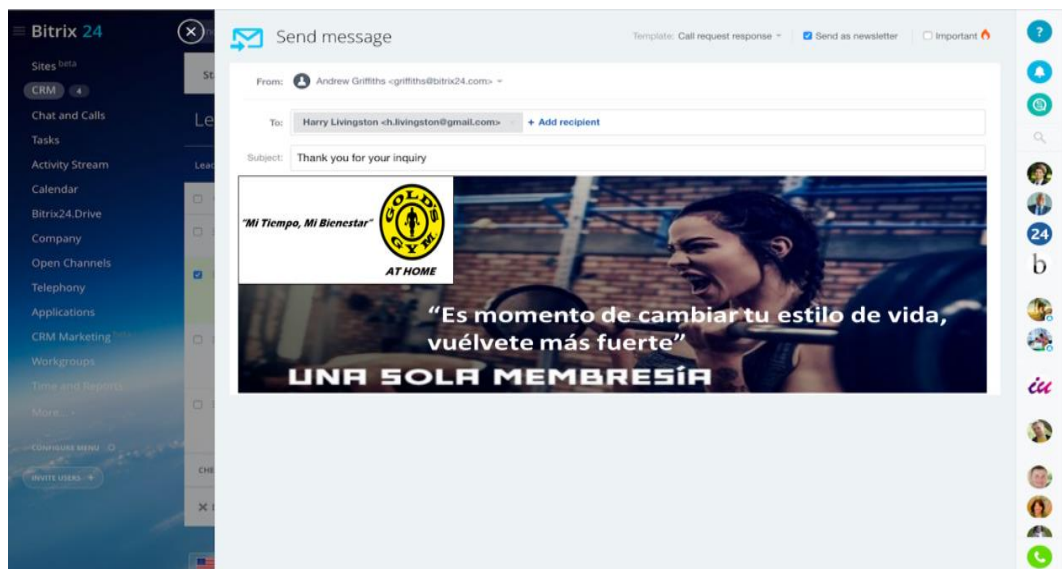 Bitrix 24
Sites beta
CRM 4
Chat and Calls
Tasks
Activity Stream
Calendar
Bitrix24.Drive
Company
Open Channels
Telephony
Applications
CRM Marketing beta
Workgroups
Time and Reports
More...
CONFIGURE MENU
INVITE USERS +
Send message
Template: Call request response
Send as newsletter
Important
From: Andrew Griffiths <griffiths@bitrix24.com>
To: Harry Livingston <h.livingston@gmail.com> + Add recipient
Subject: Thank you for your inquiry
"Mi Tiempo, Mi Bienestar"
GOLD'S GYM.
AT HOME
“Es momento de cambiar tu estilo de vida,
vuélvete más fuerte”
UNA SOLA MEMBRESíA
?
24
b